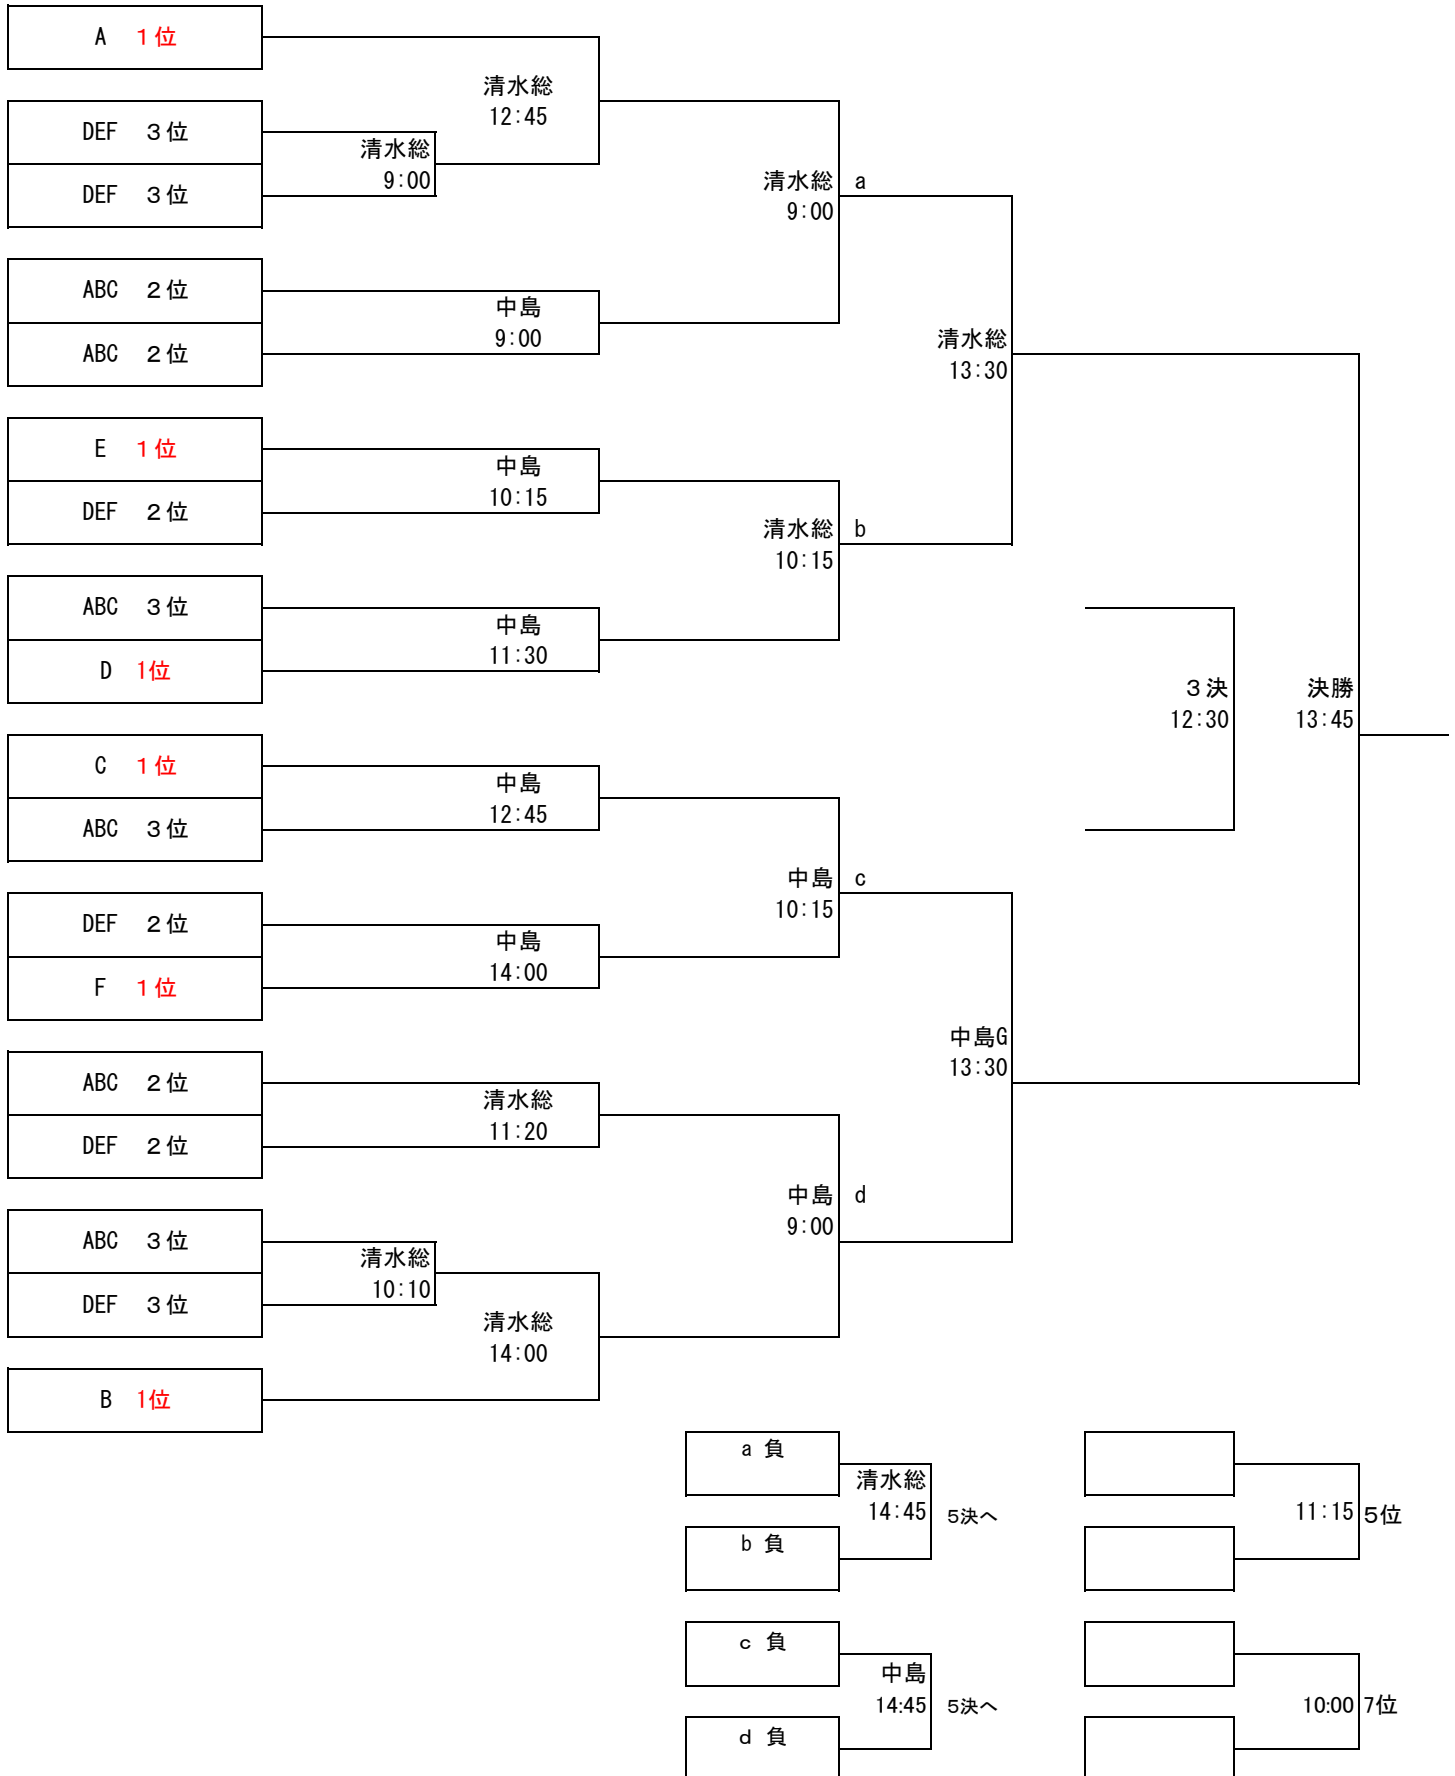 A　１位
清水総
12:45
DEF　３位
清水総
9:00
DEF　３位
清水総　a
9:00
ABC　２位
中島
9:00
ABC　２位
清水総
13:30
E　１位
中島
10:15
DEF　２位
清水総　b
10:15
ABC　３位
中島
11:30
D　1位
３決
12:30
決勝
13:45
C　１位
中島
12:45
ABC　３位
中島　c
10:15
DEF　２位
中島
14:00
F　１位
中島G
13:30
ABC　２位
清水総
11:20
DEF　２位
中島　d
9:00
ABC　３位
清水総
10:10
DEF　３位
清水総
14:00
B　1位
a 負
清水総
14:45　5決へ
b 負
11:15　5位
c 負
中島
14:45　5決へ
d 負
10:00　7位